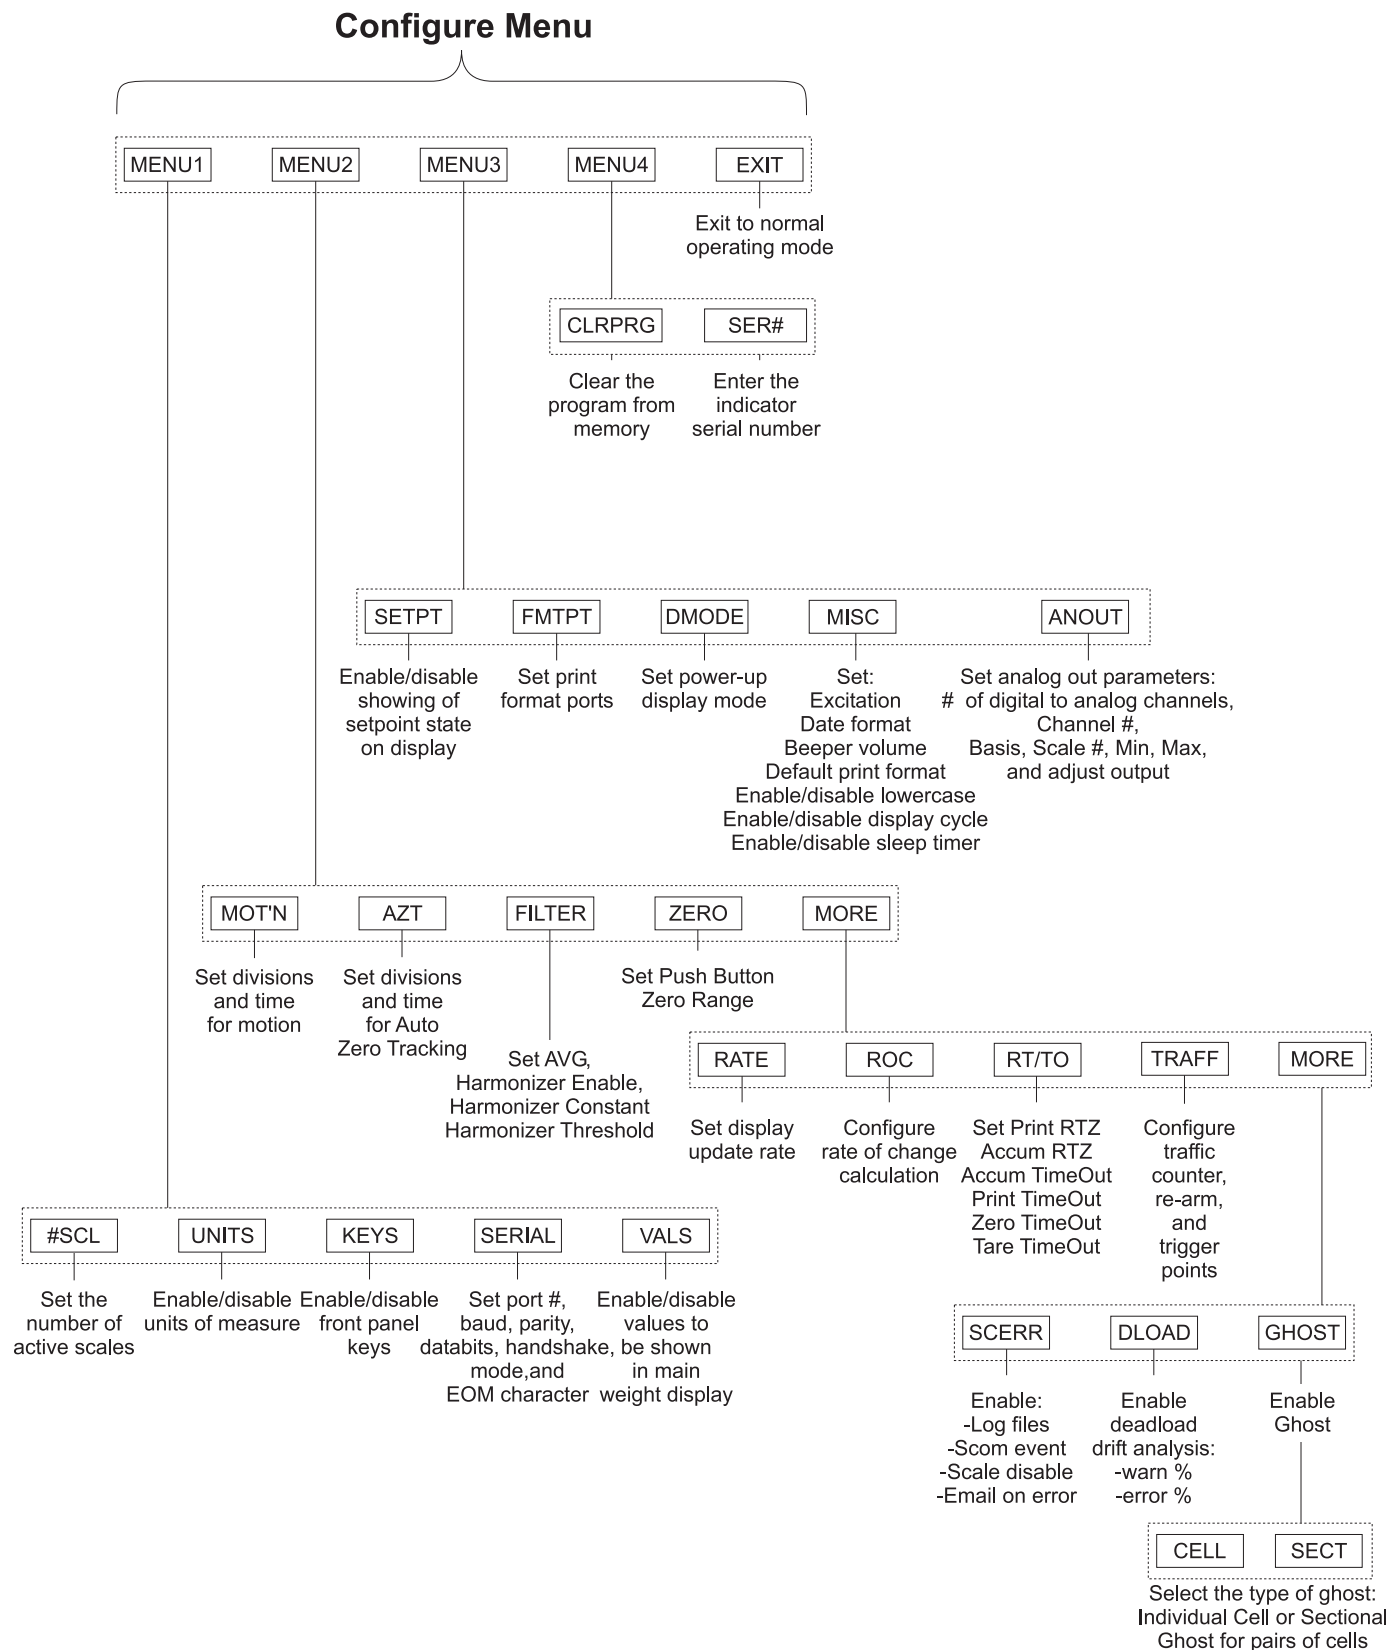 Configure Menu
MENU1 MENU2 MENU3 MENU4 EXIT
Exit to normal
operating mode
CLRPRG SER#
Clear the
program from
memory
Enter the
indicator
serial number
SETPT FMTPT DMODE MISC ANOUT
Enable/disable
showing of
setpoint state
on display
Set print
format ports
Set power-up
display mode
Set:
Excitation
Date format
Beeper volume
Default print format
Enable/disable lowercase
Enable/disable display cycle
Enable/disable sleep timer
Set analog out parameters:
# of digital to analog channels,
Channel #,
Basis, Scale #, Min, Max,
and adjust output
MOT'N AZT FILTER ZERO MORE
Set divisions
and time
for motion
Set divisions
and time
for Auto
Zero Tracking
Set AVG,
Harmonizer Enable,
Harmonizer Constant
Harmonizer Threshold
Set Push Button
Zero Range
RATE ROC RT/TO TRAFF MORE
Set display
update rate
Configure
rate of change
calculation
Set Print RTZ
Accum RTZ
Accum TimeOut
Print TimeOut
Zero TimeOut
Tare TimeOut
Configure
traffic
counter,
re-arm,
and
trigger
points
#SCL UNITS KEYS SERIAL VALS
Set the
number of
active scales
Enable/disable
units of measure
Enable/disable
front panel
keys
Set port #,
baud, parity,
databits, handshake,
mode,and
EOM character
Enable/disable
values to
be shown
in main
weight display
SCERR DLOAD GHOST
Enable:
-Log files
-Scom event
-Scale disable
-Email on error
Enable
deadload
drift analysis:
-warn %
-error %
Enable
Ghost
CELL SECT
Select the type of ghost:
Individual Cell or Sectional
Ghost for pairs of cells